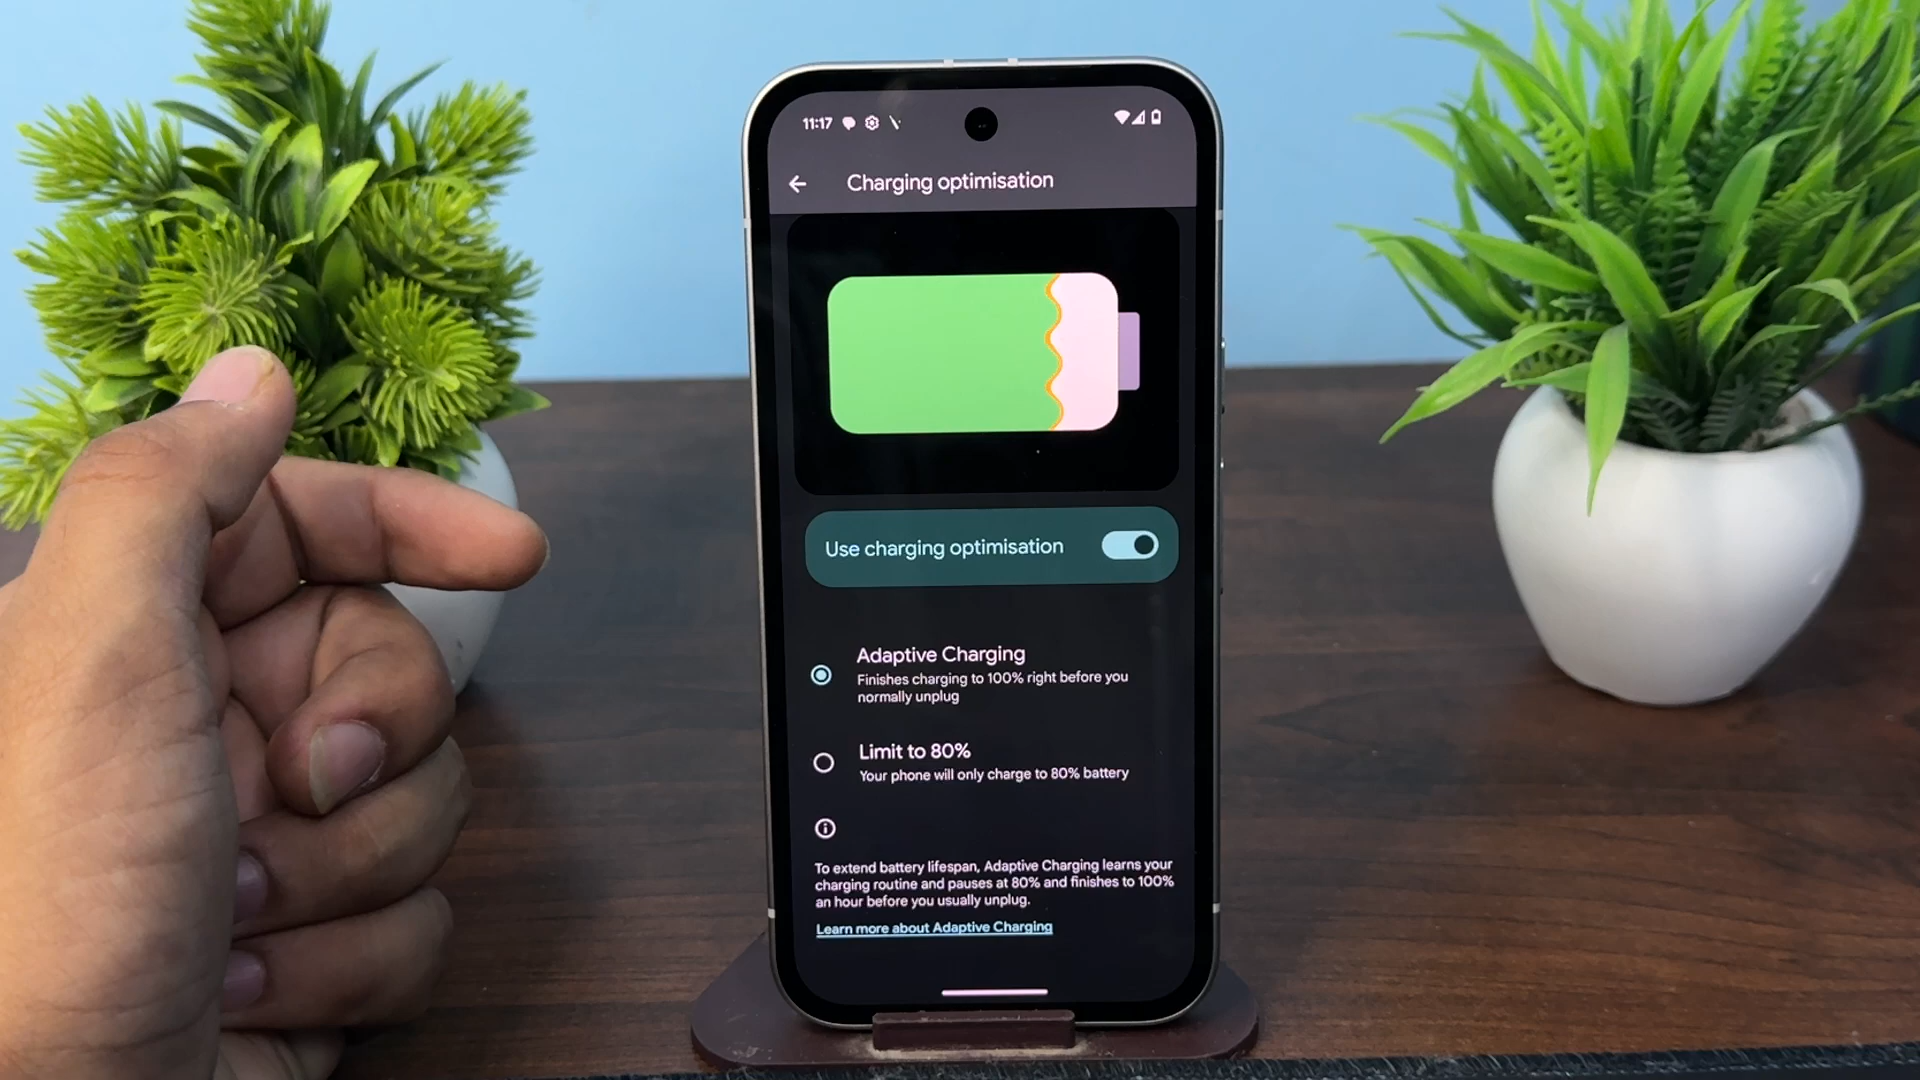 11:17
Charging optimisation
Use charging optimisation
Adaptive Charging
Finishes charging to 100% right before you
normally unplug
Limit to 80%
Your phone will only charge to 80% battery
To extend battery lifespan, Adaptive Charging learns your
charging routine and pauses at 80% and finishes to 100%
an hour before you usually unplug.
Learn more about Adaptive Charging